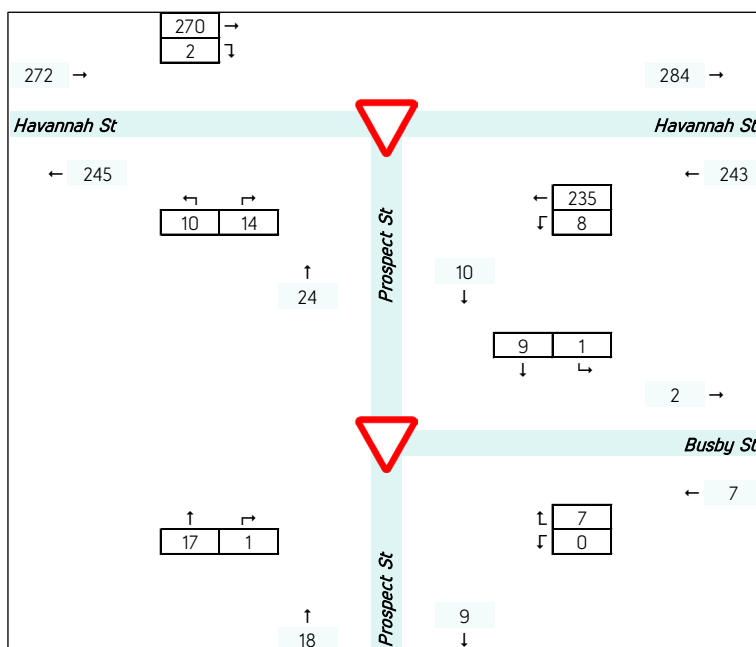 270 →
2 ↴
272 → 284 →
Havannah St Havannah St
← 245 ← 243
↰ ↱ ← 235
10 14 ↓ 8
Prospect St
↑ 10
24 ↓
9 1
↓ ↳
2 →
Busby St
← 7
↑ ↱ ↑ 7
17 1 ↓ 0
Prospect St
↑ 9
18 ↓